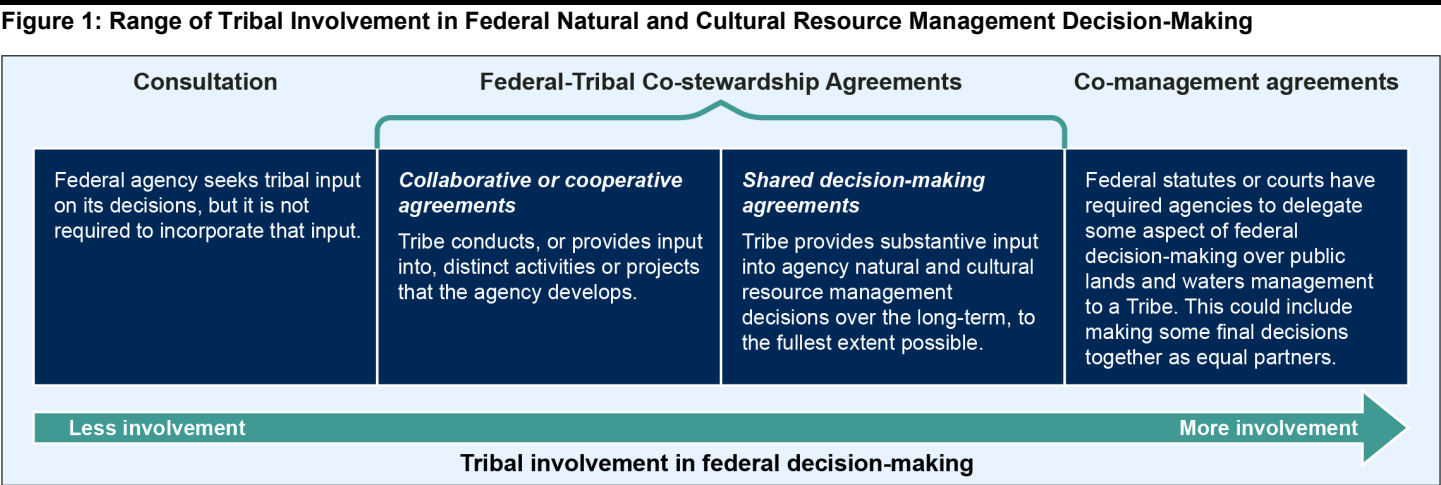 Figure 1: Range of Tribal Involvement in Federal Natural and Cultural Resource Management Decision-Making
Consultation
Federal-Tribal Co-stewardship Agreements
Co-management agreements
Federal agency seeks tribal input
on its decisions, but it is not
required to incorporate that input.
Collaborative or cooperative
agreements
Tribe conducts, or provides input
into, distinct activities or projects
that the agency develops.
Shared decision-making
agreements
Tribe provides substantive input
into agency natural and cultural
resource management
decisions over the long-term, to
the fullest extent possible.
Federal statutes or courts have
required agencies to delegate
some aspect of federal
decision-making over public
lands and waters management
to a Tribe. This could include
making some final decisions
together as equal partners.
Less involvement
More involvement
Tribal involvement in federal decision-making